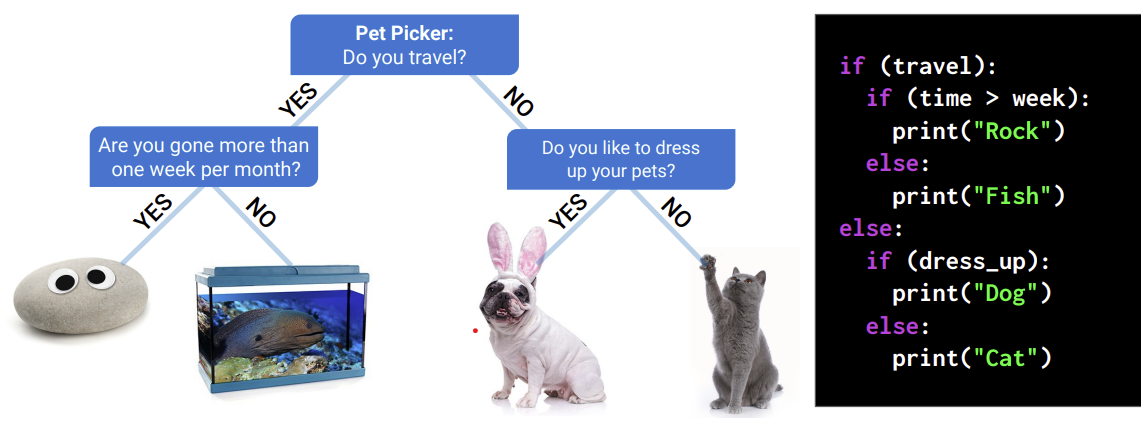 Pet Picker:
Do you travel?
YES
NO
Are you gone more than
one week per month?
Do you like to dress
up your pets?
YES
NO
YES
NO
if (travel):
  if (time > week):
    print("Rock")
  else:
    print("Fish")
else:
  if (dress_up):
    print("Dog")
  else:
    print("Cat")